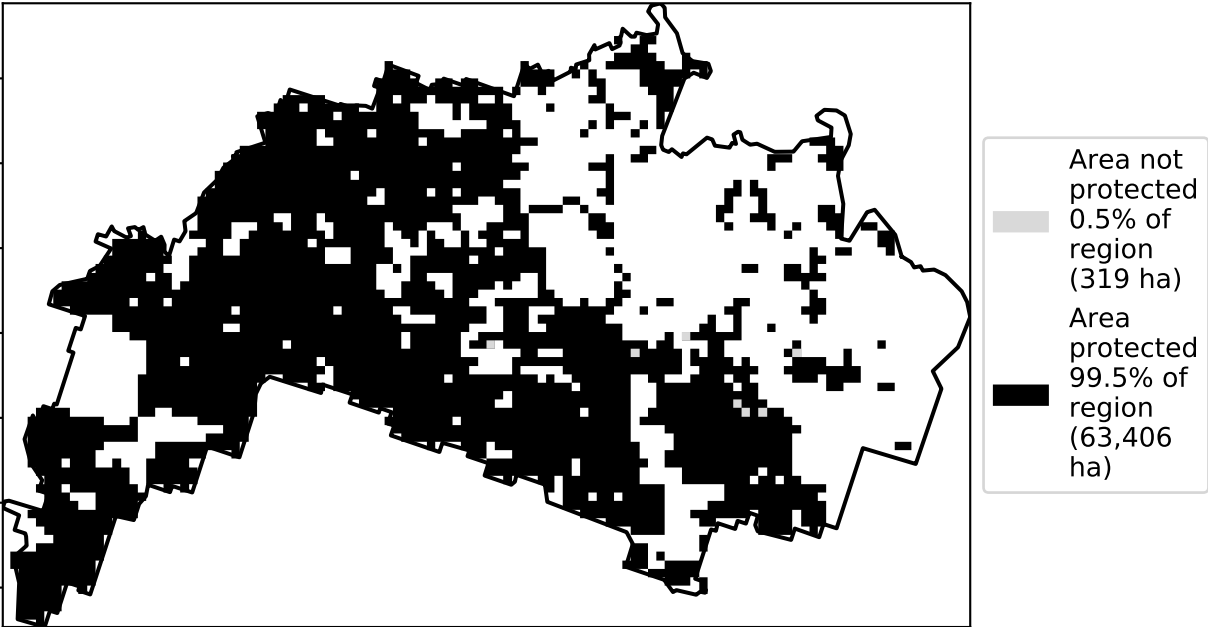 Area not
protected
0.5% of
region
(319 ha)
Area
protected
99.5% of
region
(63,406
ha)